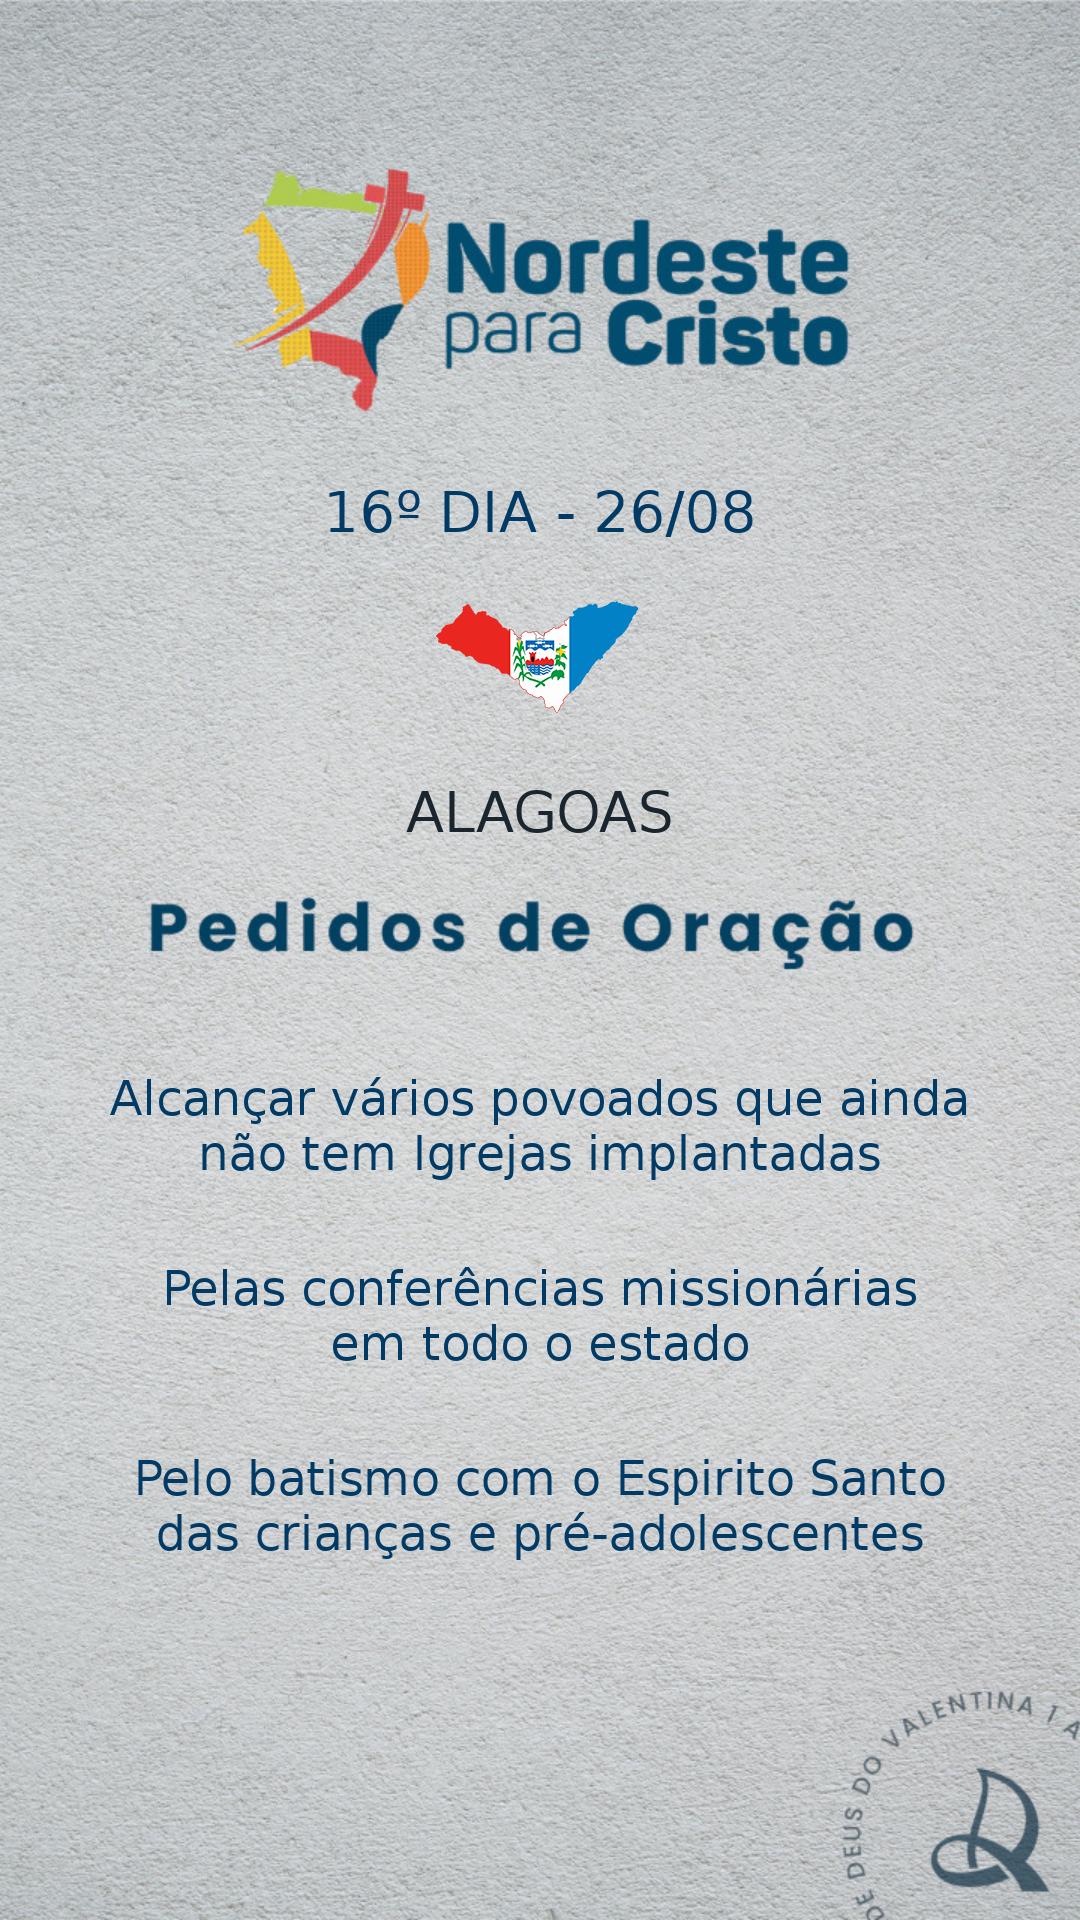 Nordeste
para Cristo
16º DIA - 26/08
ALAGOAS
Pedidos de Oração
Alcançar vários povoados que ainda
não tem Igrejas implantadas
Pelas conferências missionárias
em todo o estado
Pelo batismo com o Espirito Santo
das crianças e pré-adolescentes
DE DEUS DO VALENTINA 1 A